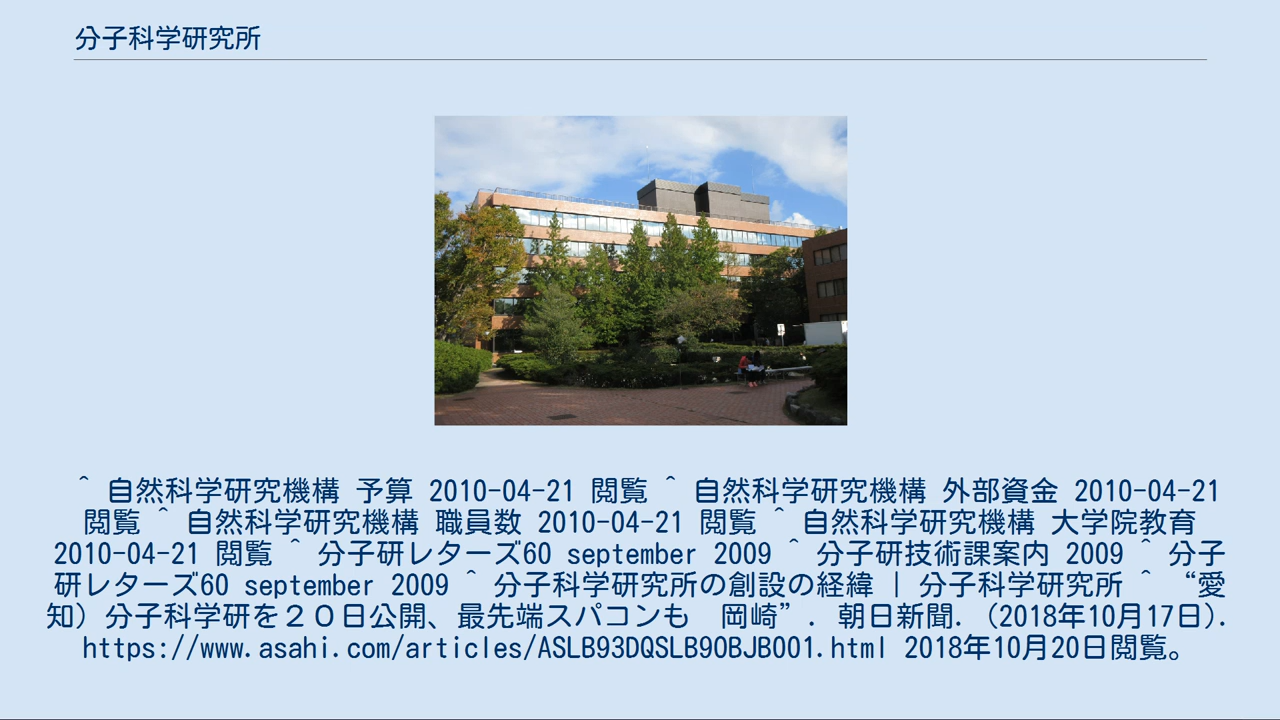 分子科学研究所
^ 自然科学研究機構 予算 2010-04-21 閲覧 ^ 自然科学研究機構 外部資金 2010-04-21
閲覧 ^ 自然科学研究機構 職員数 2010-04-21 閲覧 ^ 自然科学研究機構 大学院教育
2010-04-21 閲覧 ^ 分子研レターズ60 september 2009 ^ 分子研技術課案内 2009 ^ 分子
研レターズ60 september 2009 ^ 分子科学研究所の創設の経緯 | 分子科学研究所 ^ “愛
知）分子科学研を２０日公開、最先端スパコンも　岡崎”. 朝日新聞. (2018年10月17日).
https://www.asahi.com/articles/ASLB93DQSLB9OBJB001.html 2018年10月20日閲覧。